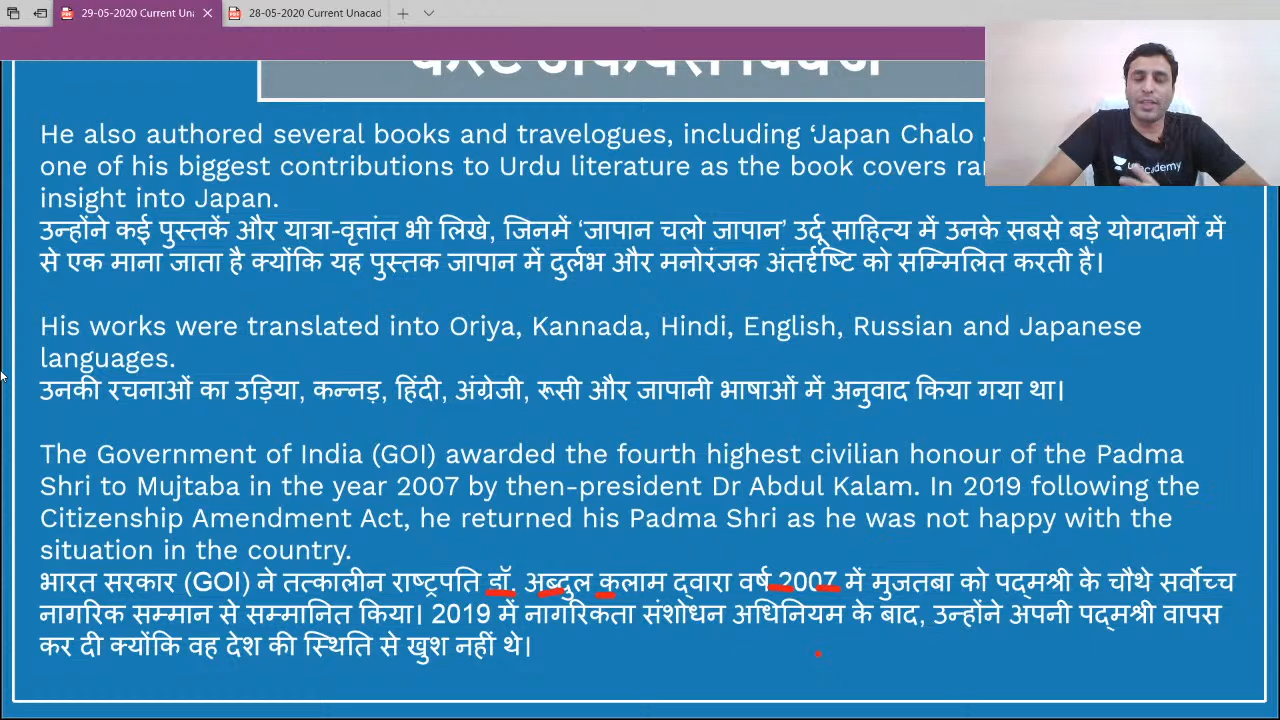 29-05-2020 Current Una
28-05-2020 Current Unacad
He also authored several books and travelogues, including ‘Japan Chalo
one of his biggest contributions to Urdu literature as the book covers
insight into Japan.
उन्होंने कई पुस्तकें और यात्रा-वृत्तांत भी लिखे, जिनमें ‘जापान चलो जापान’ उर्दू साहित्य में उनके सबसे बड़े योगदानों में
से एक माना जाता है क्योंकि यह पुस्तक जापान में दुर्लभ और मनोरंजक अंतर्दृष्टि को सम्मिलित करती है।
His works were translated into Oriya, Kannada, Hindi, English, Russian and Japanese
languages.
उनकी रचनाओं का उड़िया, कन्नड़, हिंदी, अंग्रेजी, रूसी और जापानी भाषाओं में अनुवाद किया गया था।
The Government of India (GOI) awarded the fourth highest civilian honour of the Padma
Shri to Mujtaba in the year 2007 by then-president Dr Abdul Kalam. In 2019 following the
Citizenship Amendment Act, he returned his Padma Shri as he was not happy with the
situation in the country.
भारत सरकार (GOI) ने तत्कालीन राष्ट्रपति डॉ. अब्दुल कलाम द्वारा वर्ष 2007 में मुजतबा को पद्मश्री के चौथे सर्वोच्च
नागरिक सम्मान से सम्मानित किया। 2019 में नागरिकता संशोधन अधिनियम के बाद, उन्होंने अपनी पद्मश्री वापस
कर दी क्योंकि वह देश की स्थिति से खुश नहीं थे।